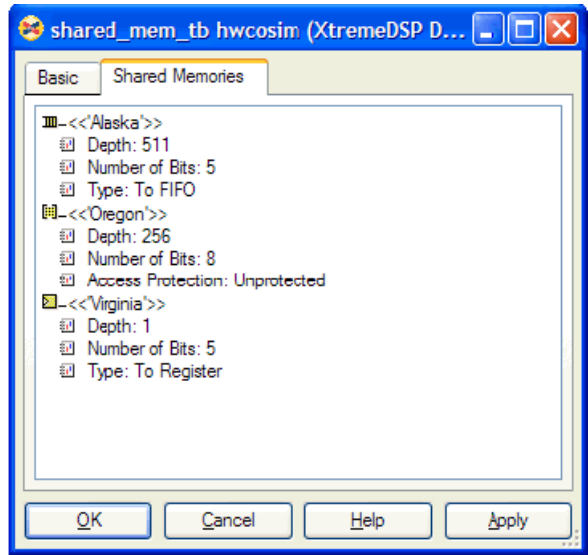 shared_mem_tb hwcosim (XtremeDSP D...
Basic Shared Memories
<<'Alaska'>>
Depth: 511
Number of Bits: 5
Type: To FIFO
<<'Oregon'>>
Depth: 256
Number of Bits: 8
Access Protection: Unprotected
<<'Virginia'>>
Depth: 1
Number of Bits: 5
Type: To Register
OK Cancel Help Apply